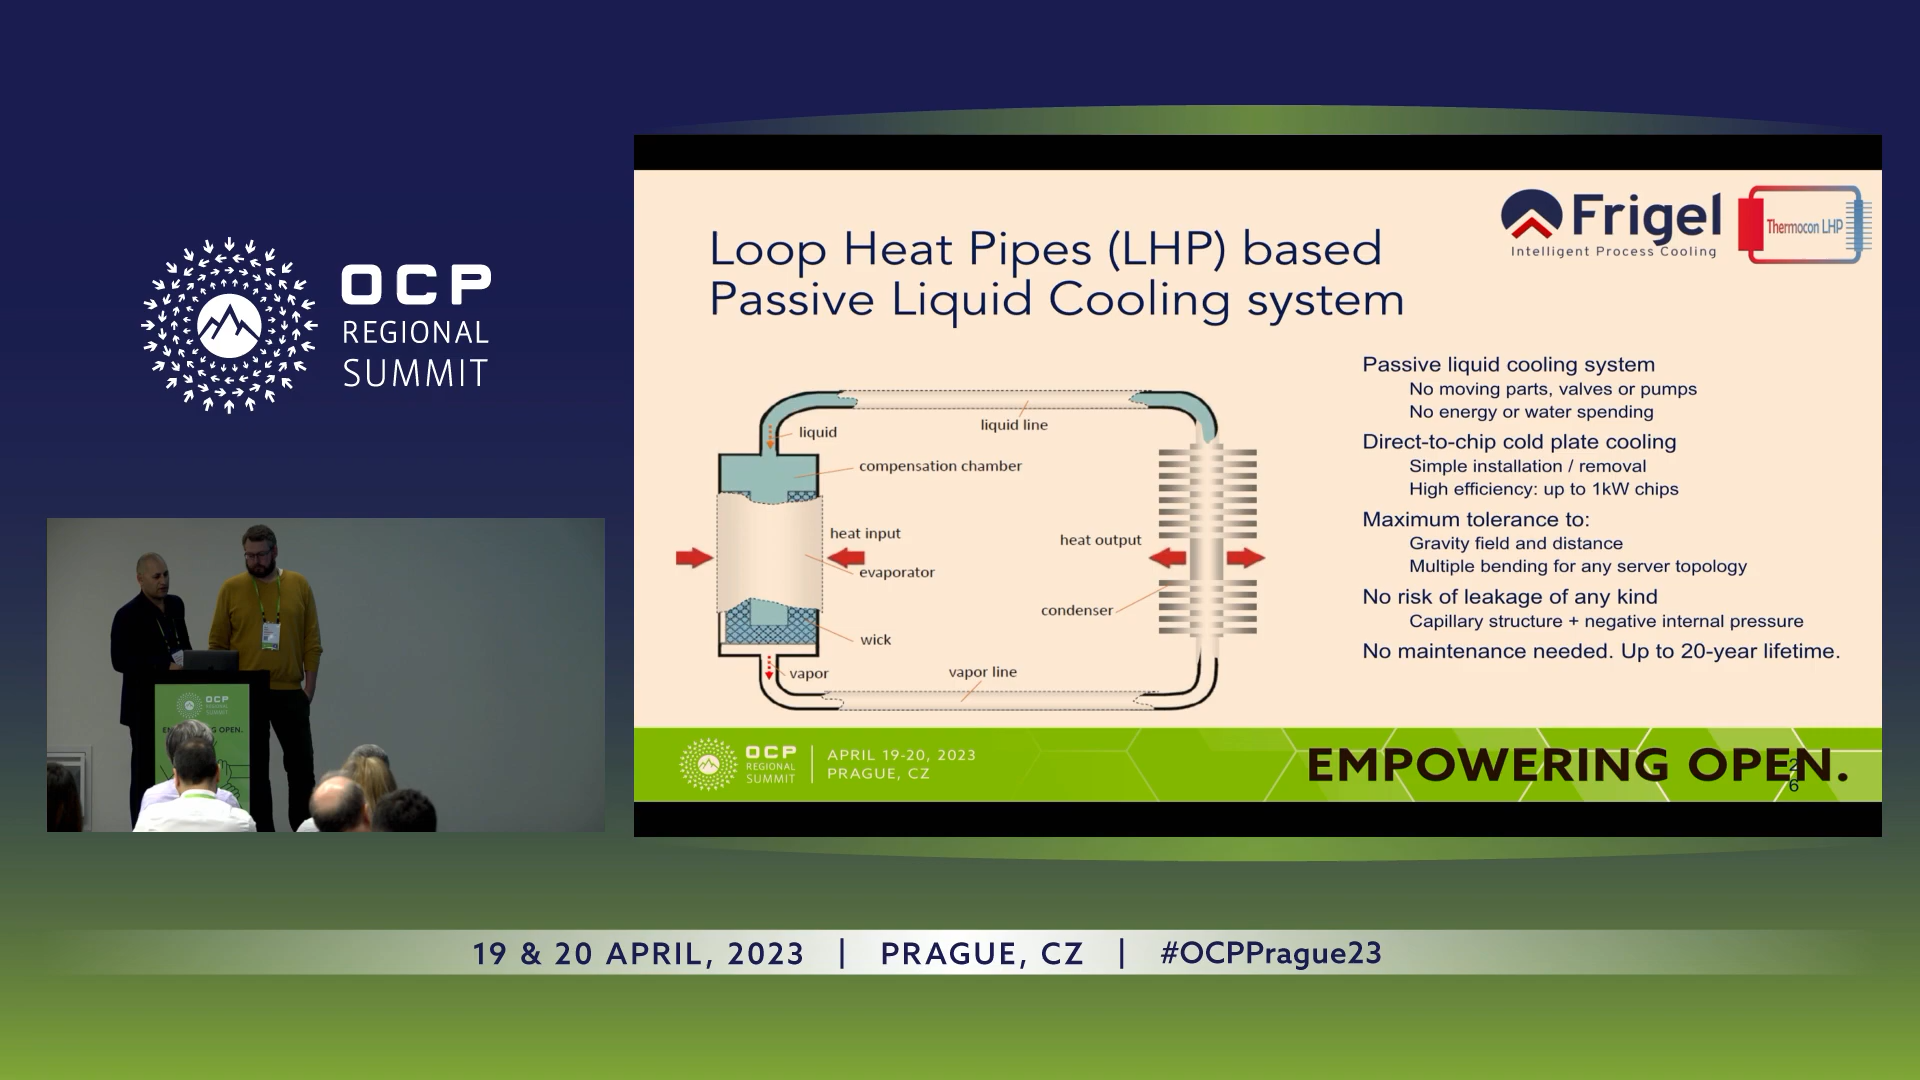 OCP
REGIONAL
SUMMIT
Frigel
Intelligent Process Cooling
Thermocon LHP
Loop Heat Pipes (LHP) based
Passive Liquid Cooling system
liquid
liquid line
compensation chamber
heat input
evaporator
wick
vapor
vapor line
heat output
condenser
Passive liquid cooling system
No moving parts, valves or pumps
No energy or water spending
Direct-to-chip cold plate cooling
Simple installation / removal
High efficiency: up to 1kW chips
Maximum tolerance to:
Gravity field and distance
Multiple bending for any server topology
No risk of leakage of any kind
Capillary structure + negative internal pressure
No maintenance needed. Up to 20-year lifetime.
OCP
REGIONAL
SUMMIT
APRIL 19-20, 2023
PRAGUE, CZ
EMPOWERING OPEN.
2
6
OCP
REGIONAL
SUMMIT
OPEN.
19 & 20 APRIL, 2023 | PRAGUE, CZ | #OCPPrague23